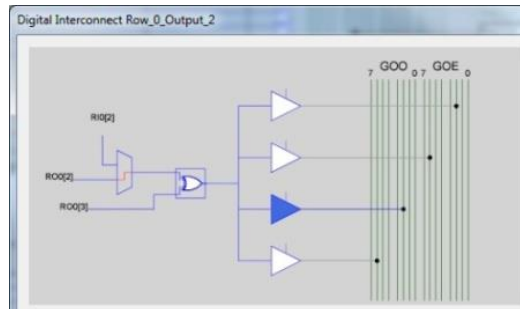 Digital Interconnect Row_0_Output_2
GOO GOE
7 0 7 0
RI0[2]
RO0[2]
RO0[3]